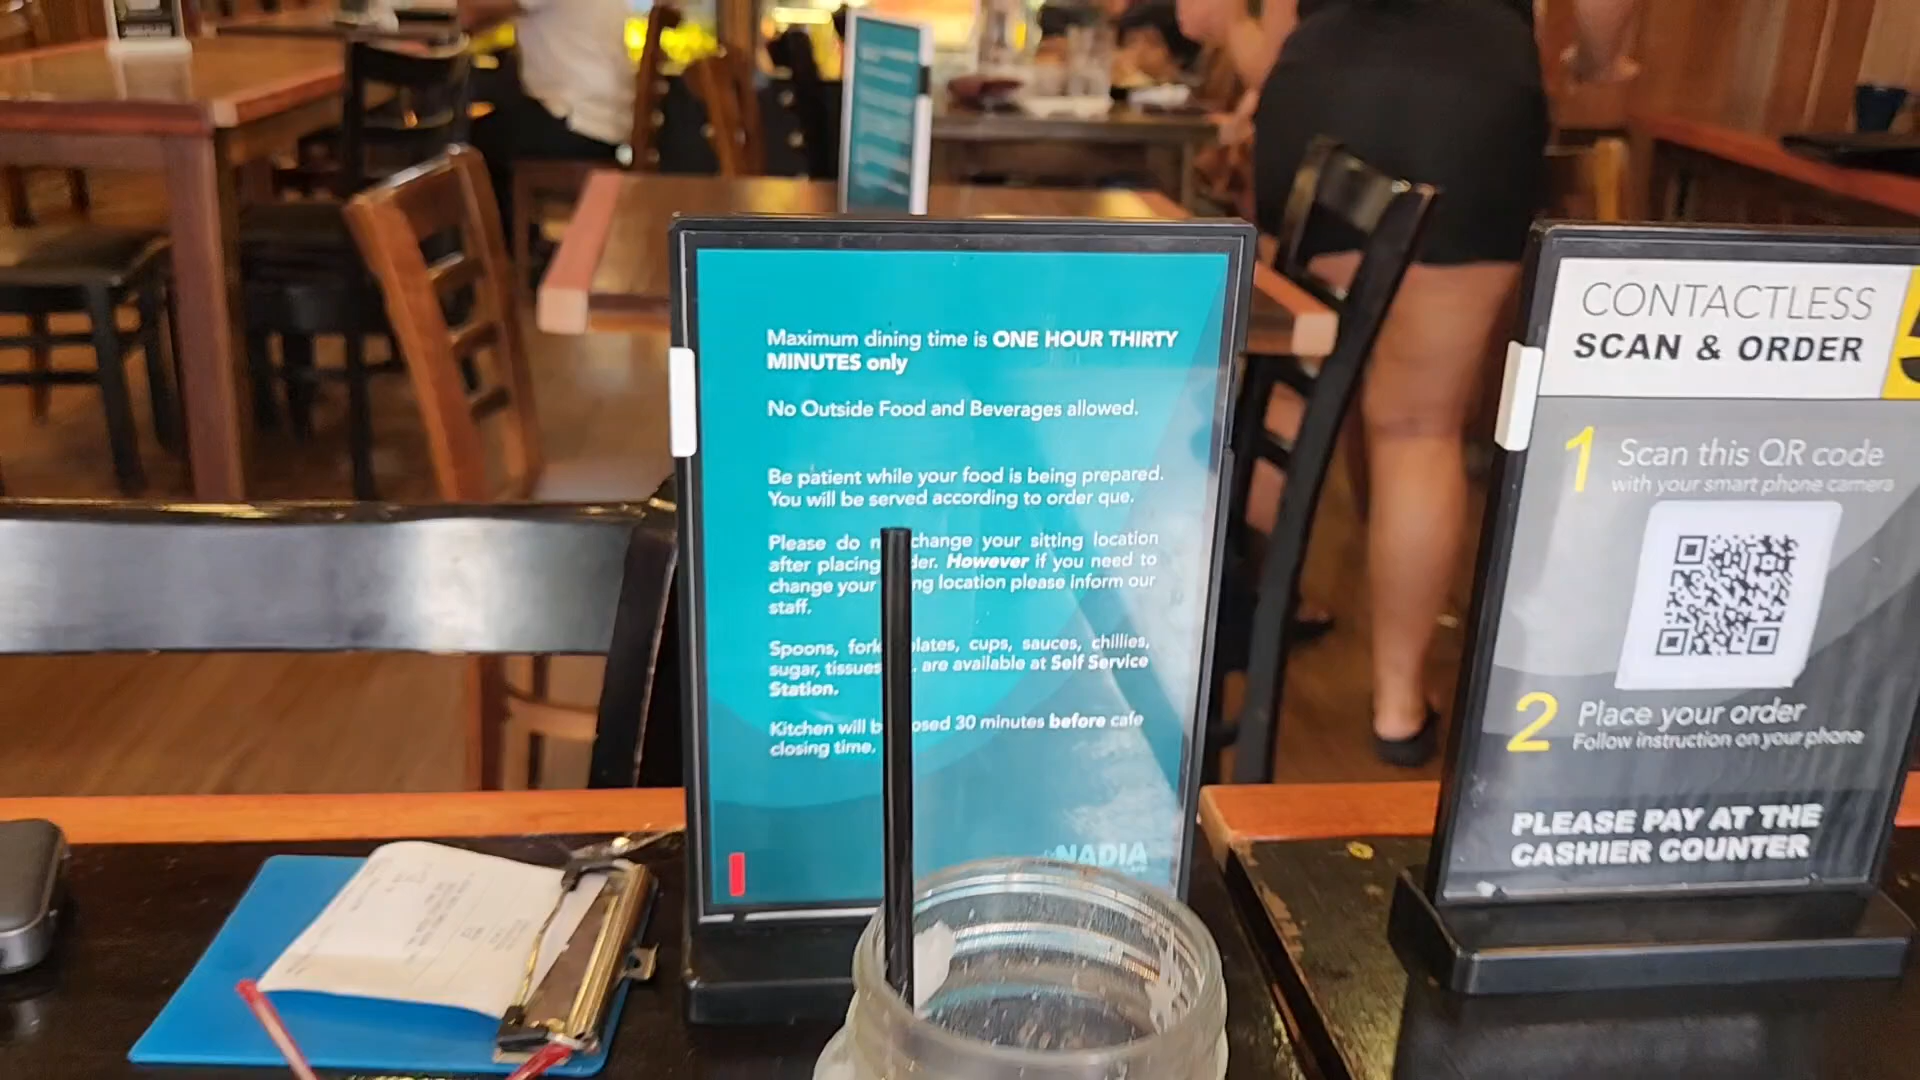 Maximum dining time is ONE HOUR THIRTY
MINUTES only
No Outside Food and Beverages allowed.
Be patient while your food is being prepared.
You will be served according to order que.
Please do change your sitting location
after placing However if you need to
change your location please inform our
staff.
Spoons, cups, sauces, chillies,
sugar, tissues are available at Self Service
Station.
Kitchen will 30 minutes before cafe
closing time.
NADIA
CONTACTLESS
SCAN & ORDER
1 Scan this QR code
with your smart phone camera
2 Place your order
Follow instruction on your phone
PLEASE PAY AT THE
CASHIER COUNTER